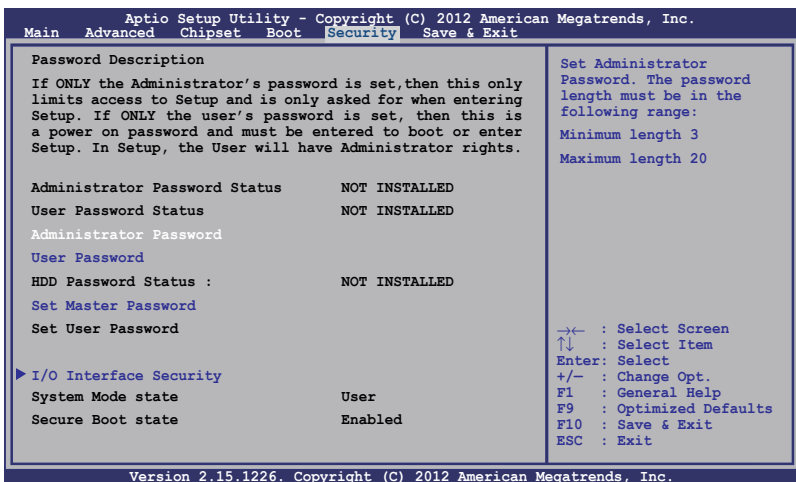 Aptio Setup Utility - Copyright (C) 2012 American Megatrends, Inc.
Main Advanced Chipset Boot Security Save & Exit
Password Description
If ONLY the Administrator's password is set,then this only
limits access to Setup and is only asked for when entering
Setup. If ONLY the user's password is set, then this is
a power on password and must be entered to boot or enter
Setup. In Setup, the User will have Administrator rights.
Administrator Password Status NOT INSTALLED
User Password Status NOT INSTALLED
Administrator Password
User Password
HDD Password Status : NOT INSTALLED
Set Master Password
Set User Password
I/O Interface Security
System Mode state User
Secure Boot state Enabled
Set Administrator
Password. The password
length must be in the
following range:
Minimum length 3
Maximum length 20
→← : Select Screen
↑↓ : Select Item
Enter: Select
+/— : Change Opt.
F1 : General Help
F9 : Optimized Defaults
F10 : Save & Exit
ESC : Exit
Version 2.15.1226. Copyright (C) 2012 American Megatrends, Inc.